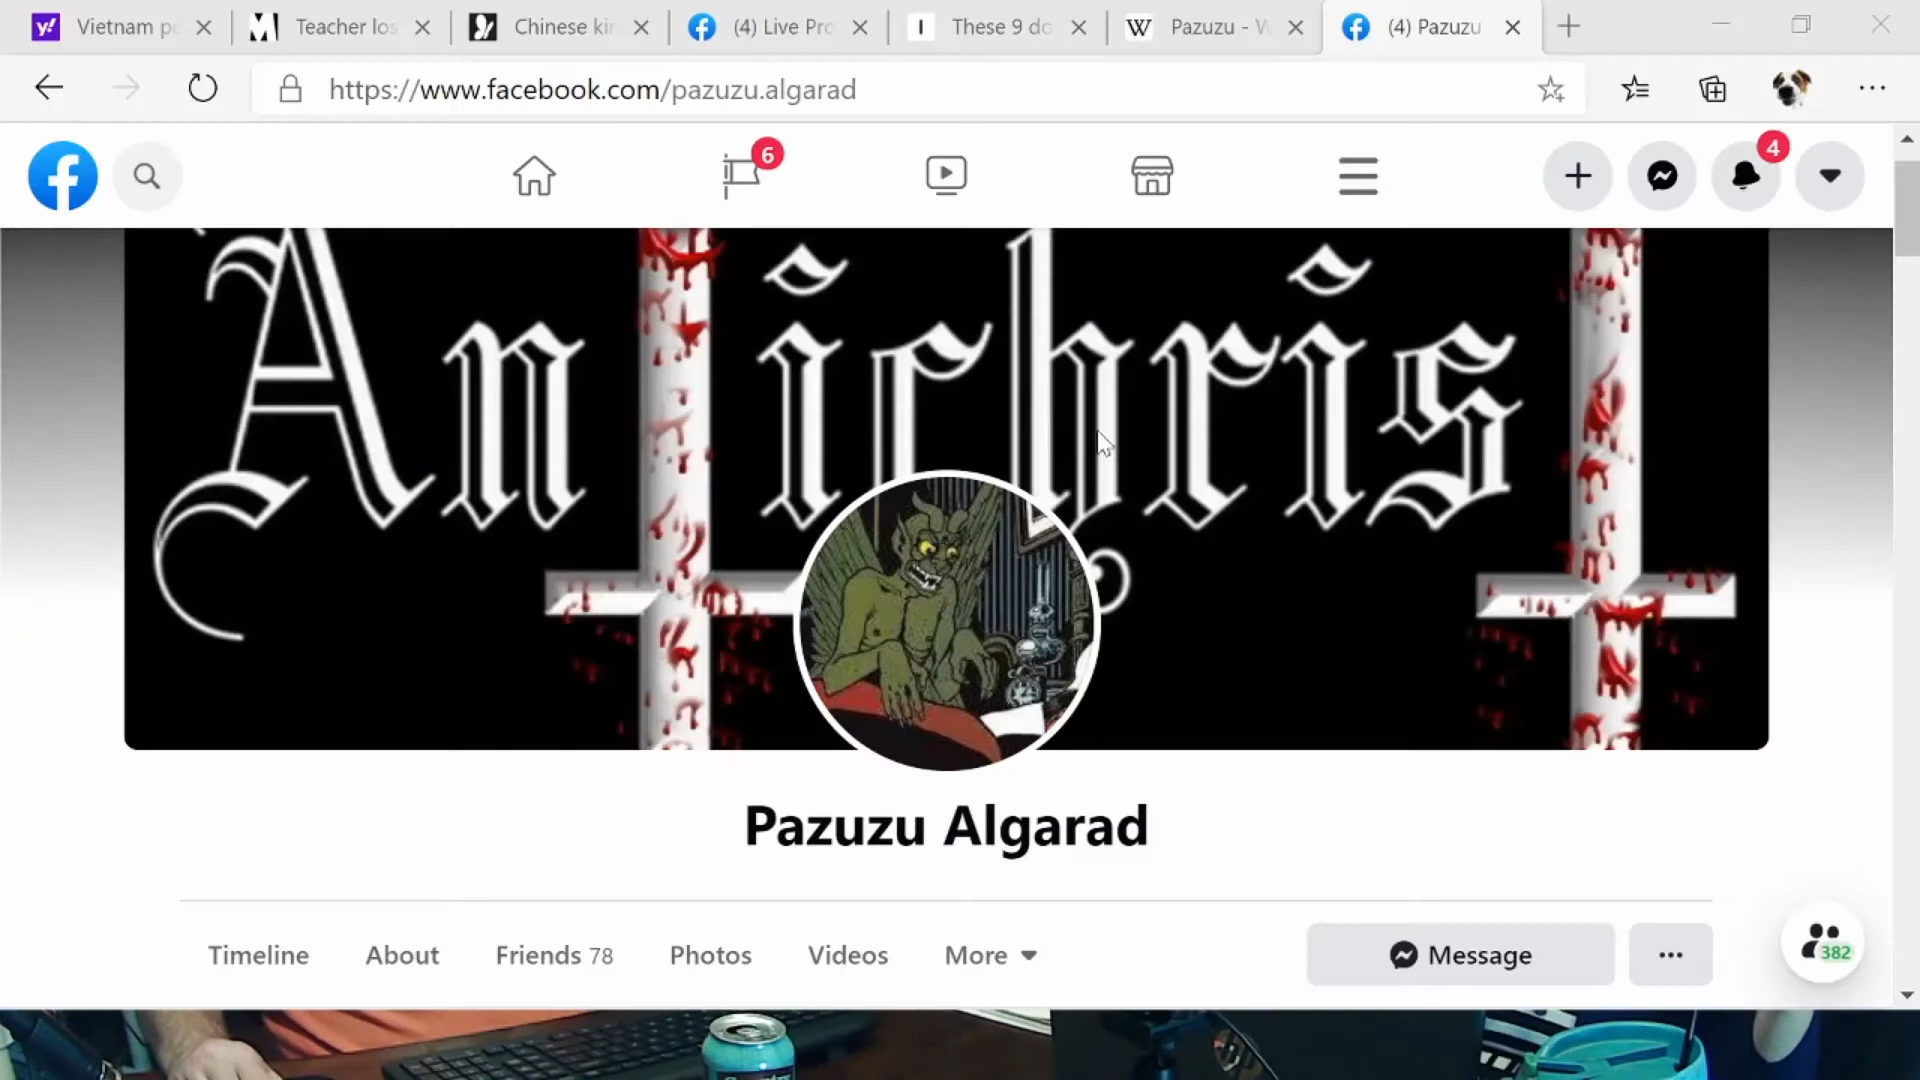 Vietnam p
Teacher los
Chinese kin
(4) Live Pro
These 9 do
W
Pazuzu - W
(4) Pazuzu
https://www.facebook.com/pazuzu.algarad
6
4
Antichrist
Pazuzu Algarad
Timeline
About
Friends 78
Photos
Videos
More
Message
382